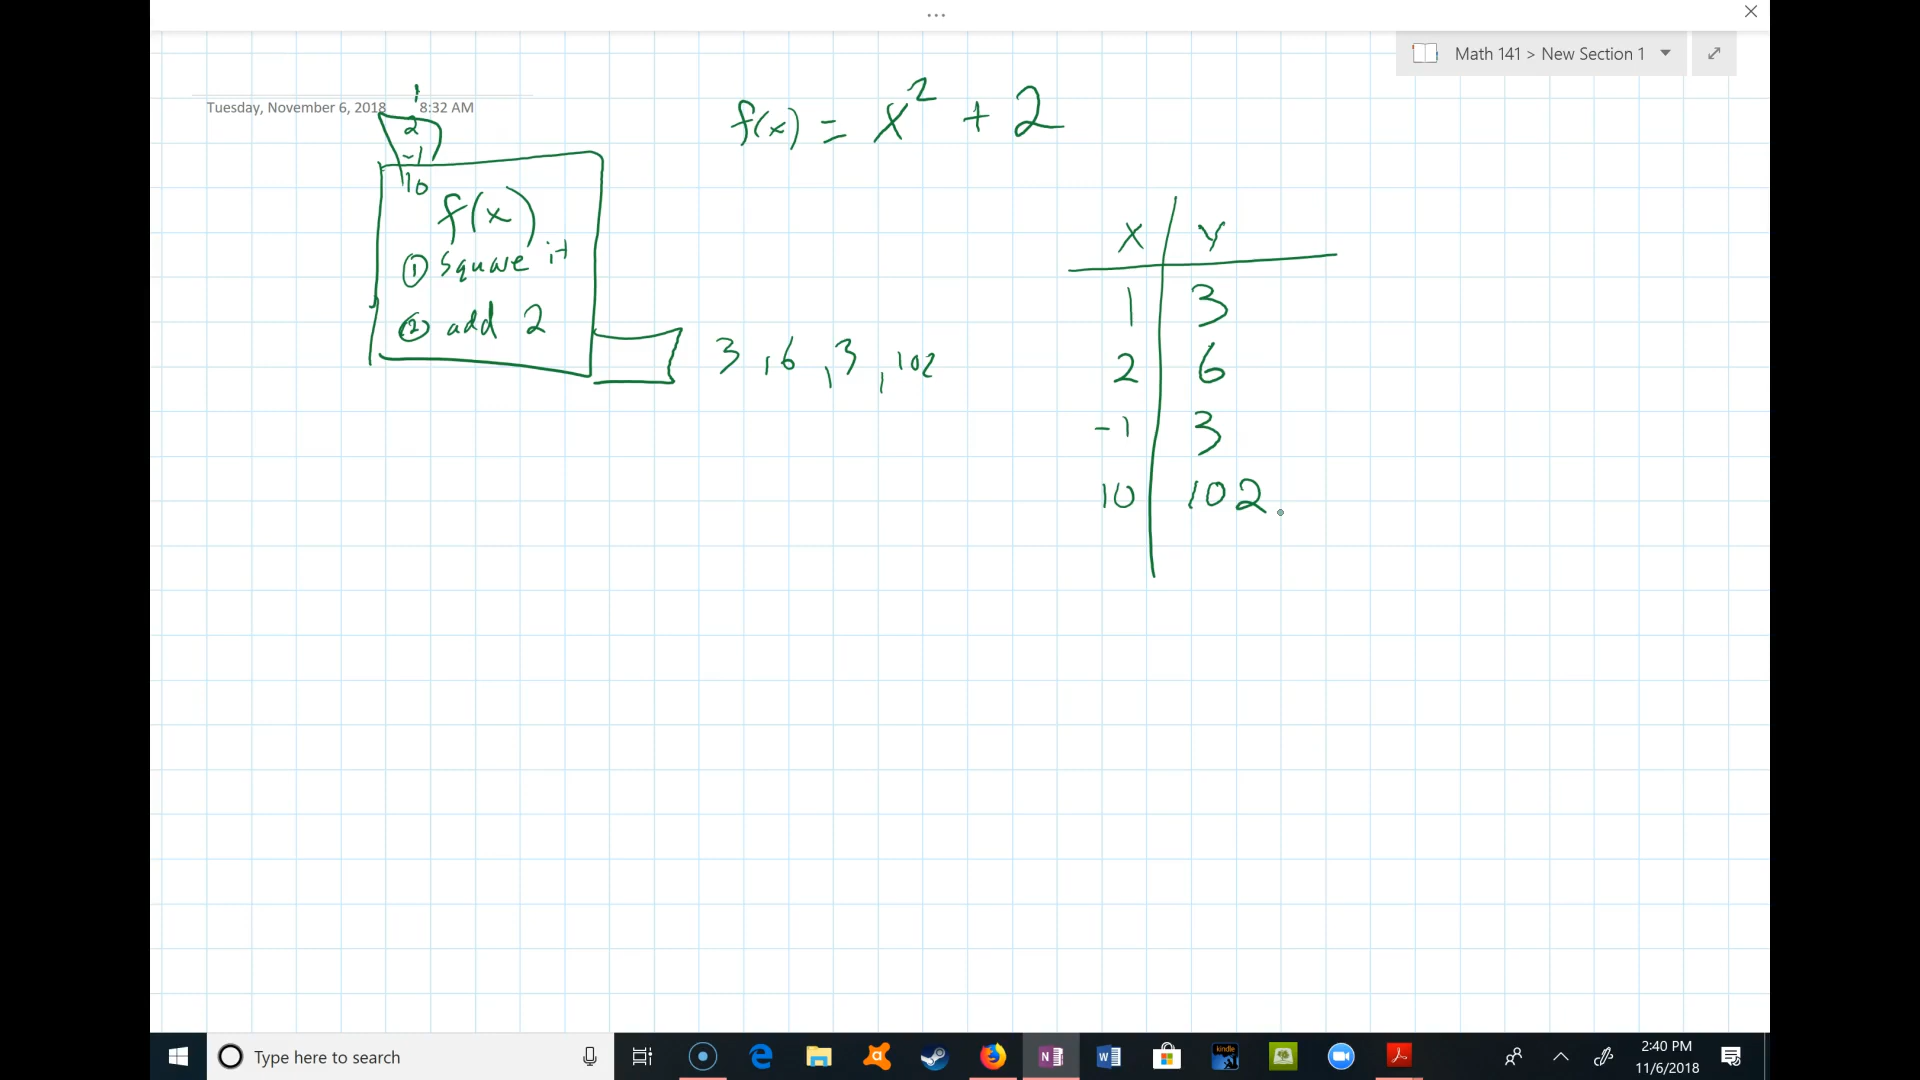 ...
Math 141 > New Section 1
Tuesday, November 6, 2018 8:32 AM
1
2
-1
10
f(x)
① square it
② add 2
3 , 6 , 3 , 102
f(x) = x² + 2
x y
1 3
2 6
-1 3
10 102 .
Type here to search
N
W
kindle
2:40 PM
11/6/2018